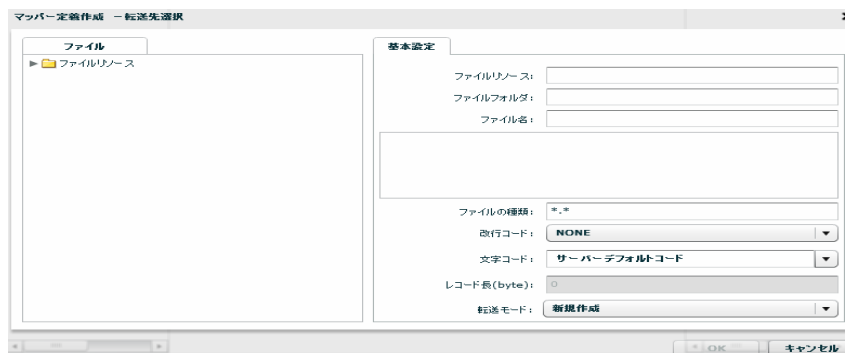 マッパー定義作成 －転送先選択
ファイル
ファイルリソース
基本設定
ファイルリソース:
ファイルフォルダ:
ファイル名:
ファイルの種類: *.*
改行コード: NONE
文字コード: サーバーデフォルトコード
レコード長(byte): 0
転送モード: 新規作成
OK
キャンセル